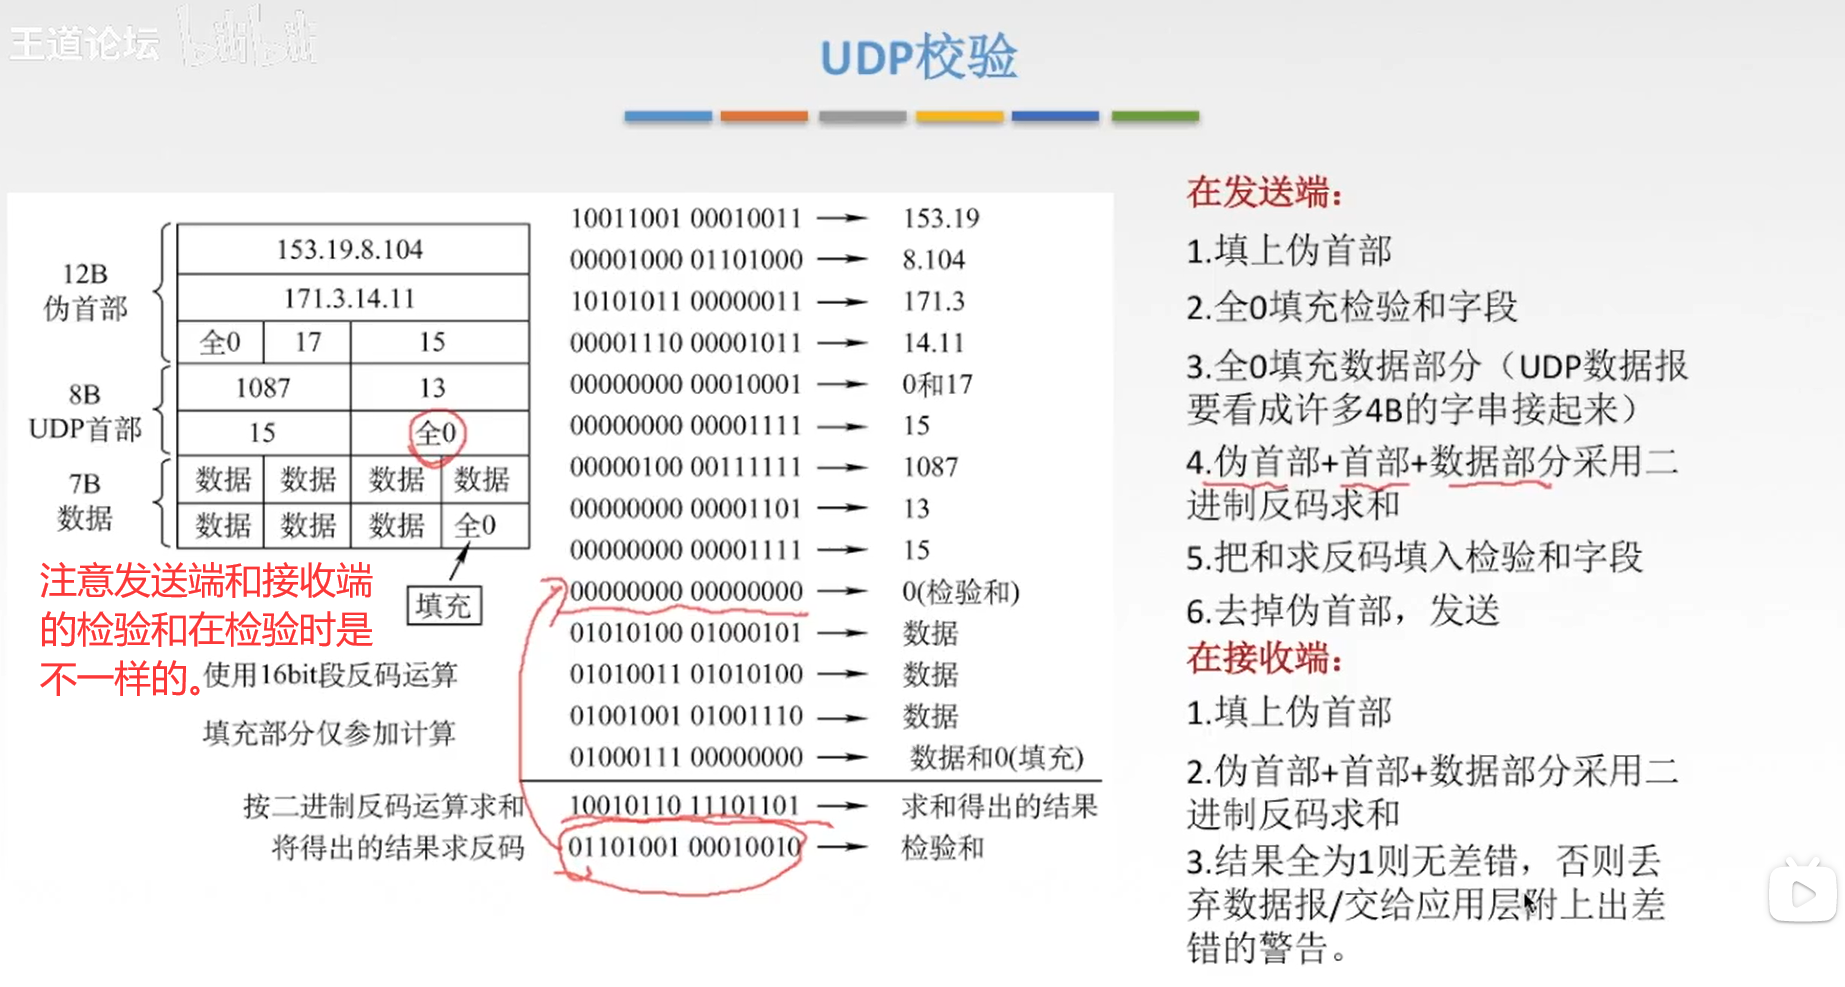 王道论坛 bilibili
UDP校验
12B
伪首部
153.19.8.104
171.3.14.11
全0 17 15
8B
UDP首部
1087 13
15 全0
7B
数据
数据 数据 数据 数据
数据 数据 数据 全0
填充
注意发送端和接收端
的检验和在检验时是
不一样的。
使用16bit段反码运算
填充部分仅参加计算
按二进制反码运算求和
将得出的结果求反码
10011001 00010011 → 153.19
00001000 01101000 → 8.104
10101011 00000011 → 171.3
00001110 00001011 → 14.11
00000000 00010001 → 0和17
00000000 00001111 → 15
00000100 00111111 → 1087
00000000 00001101 → 13
00000000 00001111 → 15
00000000 00000000 → 0(检验和)
01010100 01000101 → 数据
01010011 01010100 → 数据
01001001 01001110 → 数据
01000111 00000000 → 数据和0(填充)
10010110 11101101 → 求和得出的结果
01101001 00010010 → 检验和
在发送端：
1.填上伪首部
2.全0填充检验和字段
3.全0填充数据部分（UDP数据报
要看成许多4B的字串接起来）
4.伪首部+首部+数据部分采用二
进制反码求和
5.把和求反码填入检验和字段
6.去掉伪首部，发送
在接收端：
1.填上伪首部
2.伪首部+首部+数据部分采用二
进制反码求和
3.结果全为1则无差错，否则丢
弃数据报/交给应用层附上出差
错的警告。